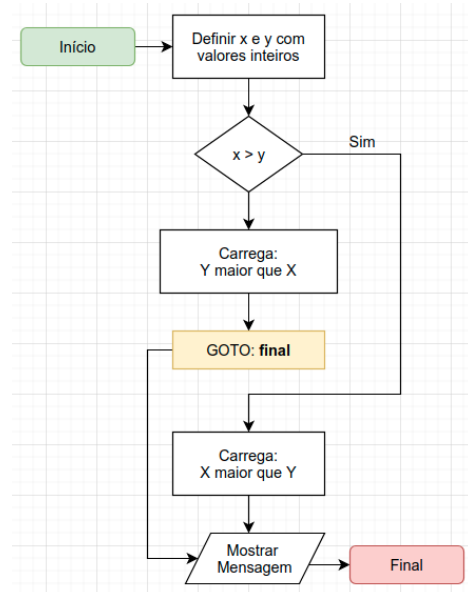 Início
Definir x e y com
valores inteiros
x > y
Sim
Carrega:
Y maior que X
GOTO: final
Carrega:
X maior que Y
Mostrar
Mensagem
Final